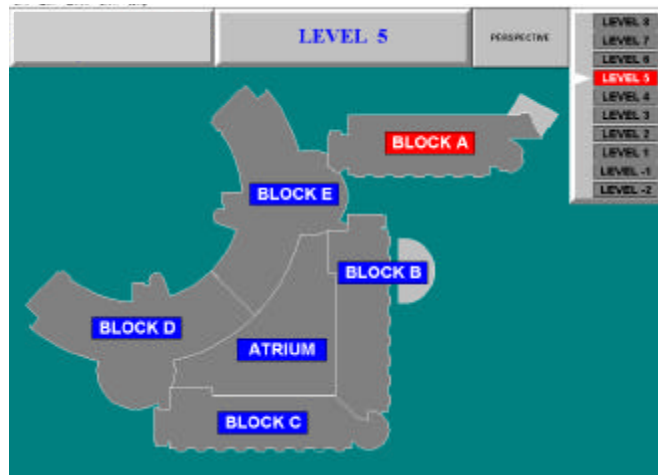 LEVEL 5
PERSPECTIVE
LEVEL 8
LEVEL 7
LEVEL 6
LEVEL 5
LEVEL 4
LEVEL 3
LEVEL 2
LEVEL 1
LEVEL -1
LEVEL -2
BLOCK A
BLOCK E
BLOCK B
BLOCK D
ATRIUM
BLOCK C